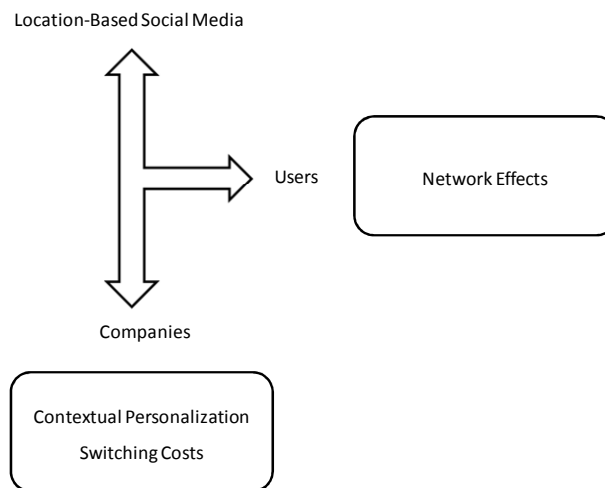 Location-Based Social Media
Users
Network Effects
Companies
Contextual Personalization
Switching Costs